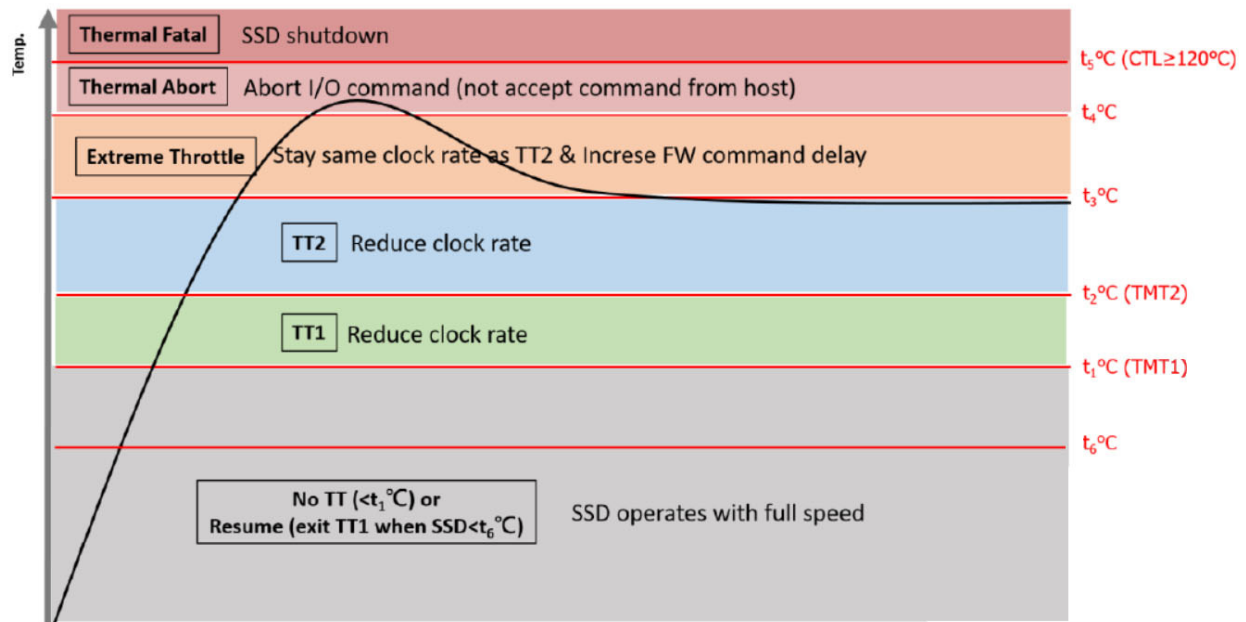 Temp.
Thermal Fatal SSD shutdown
t₅°C (CTL≥120°C)
Thermal Abort Abort I/O command (not accept command from host)
t₄°C
Extreme Throttle Stay same clock rate as TT2 & Increse FW command delay
t₃°C
TT2 Reduce clock rate
t₂°C (TMT2)
TT1 Reduce clock rate
t₁°C (TMT1)
t₆°C
No TT (<t₁℃) or
Resume (exit TT1 when SSD<t₆℃)
SSD operates with full speed